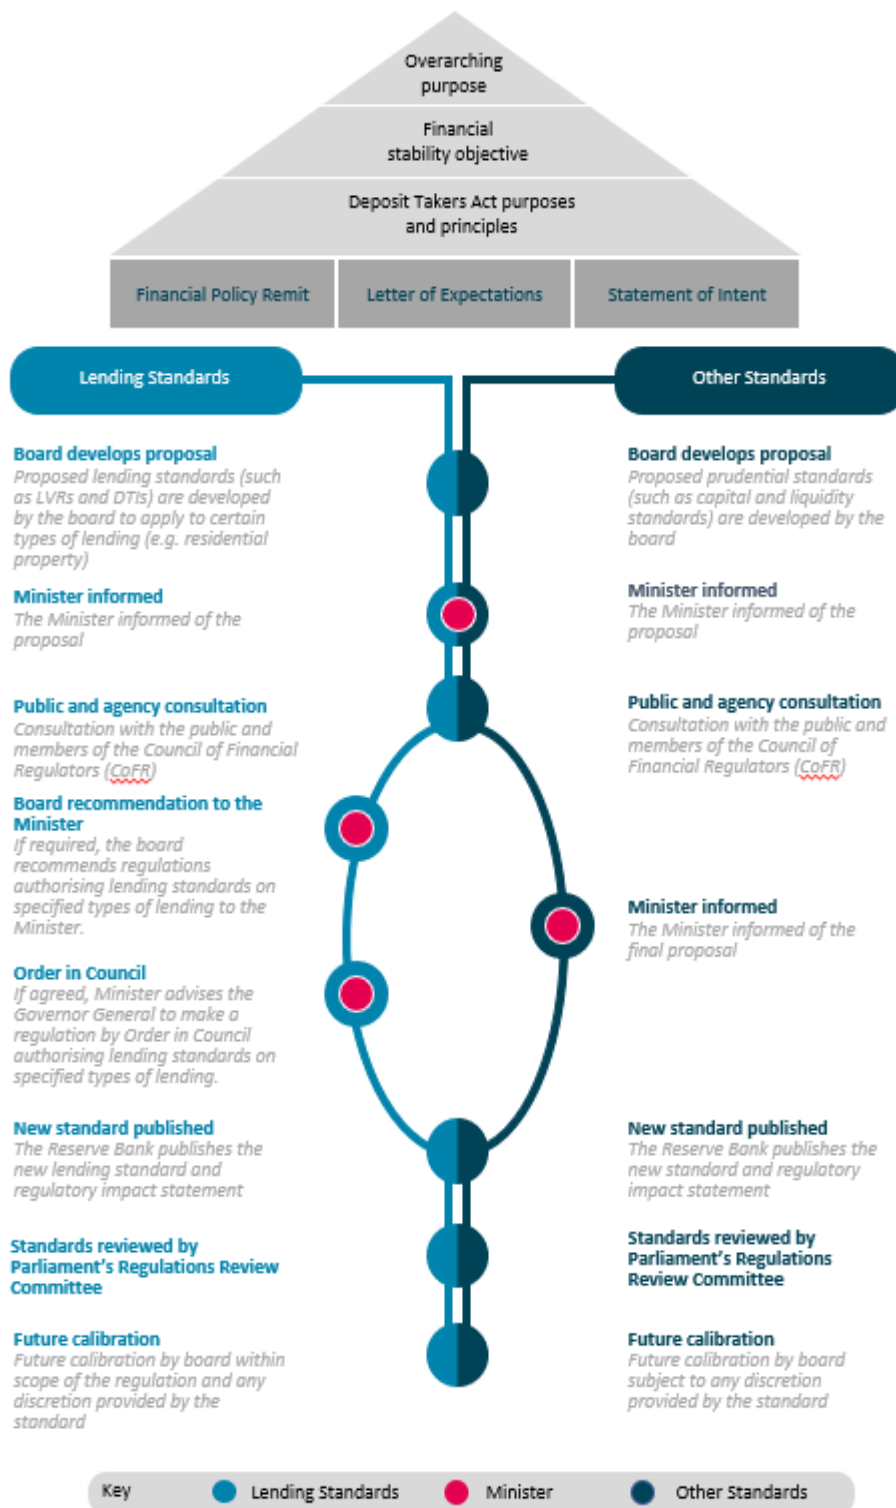 Overarching
purpose
Financial
stability objective
Deposit Takers Act purposes
and principles
Financial Policy Remit
Letter of Expectations
Statement of Intent
Lending Standards
Other Standards
Board develops proposal
Proposed lending standards (such
as LVRs and DTIs) are developed
by the board to apply to certain
types of lending (e.g. residential
property)
Minister informed
The Minister informed of the
proposal
Public and agency consultation
Consultation with the public and
members of the Council of Financial
Regulators (CoFR)
Board recommendation to the
Minister
If required, the board
recommends regulations
authorising lending standards on
specified types of lending to the
Minister.
Order in Council
If agreed, Minister advises the
Governor General to make a
regulation by Order in Council
authorising lending standards on
specified types of lending.
New standard published
The Reserve Bank publishes the
new lending standard and
regulatory impact statement
Standards reviewed by
Parliament's Regulations Review
Committee
Future calibration
Future calibration by board within
scope of the regulation and any
discretion provided by the
standard
Board develops proposal
Proposed prudential standards
(such as capital and liquidity
standards) are developed by the
board
Minister informed
The Minister informed of the
proposal
Public and agency consultation
Consultation with the public and
members of the Council of
Financial Regulators (CoFR)
Minister informed
The Minister informed of the
final proposal
New standard published
The Reserve Bank publishes the
new standard and regulatory
impact statement
Standards reviewed by
Parliament's Regulations
Review Committee
Future calibration
Future calibration by board
subject to any discretion
provided by the standard
Key
Lending Standards
Minister
Other Standards